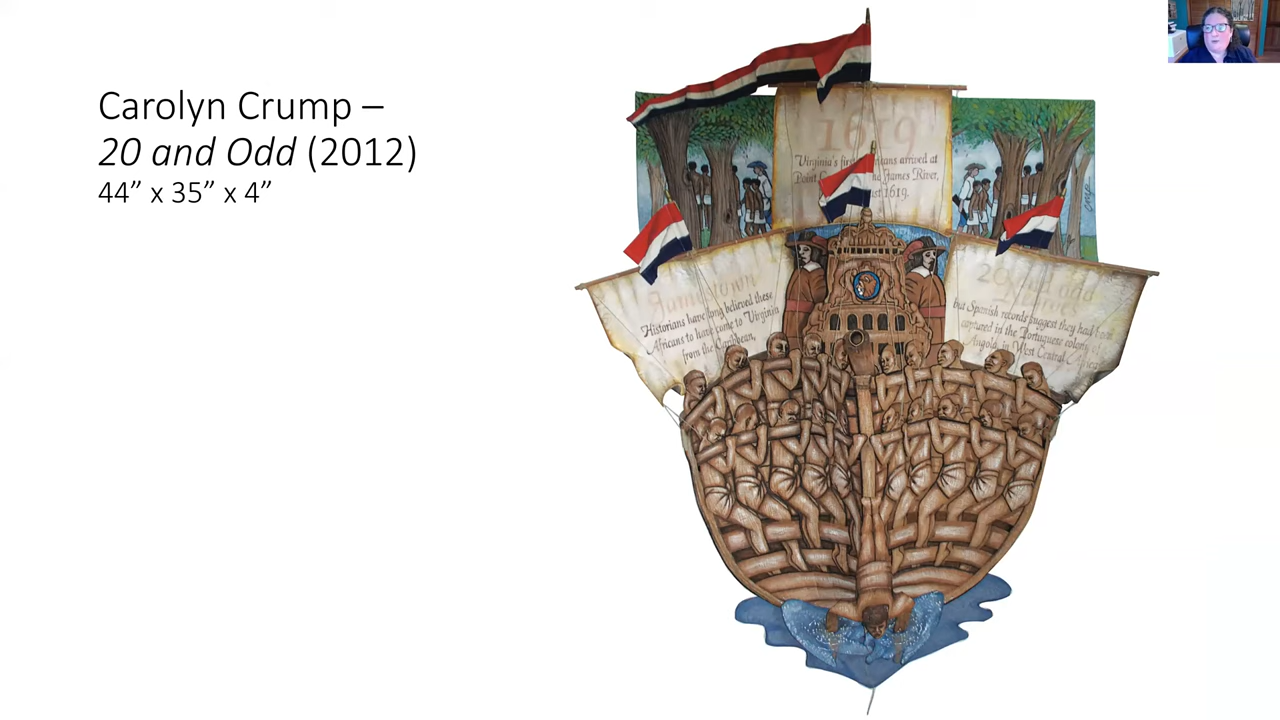 Carolyn Crump –
20 and Odd (2012)
44” x 35” x 4”
1619
Virginia's first arrived at
Point James River,
1619.
Jamestown
Historians have long believed these
Africans to have come to Virginia
from the Caribbean,
20 and odd
but Spanish records suggest they had been
captured in the Portuguese colony
Angola, in West Central Africa